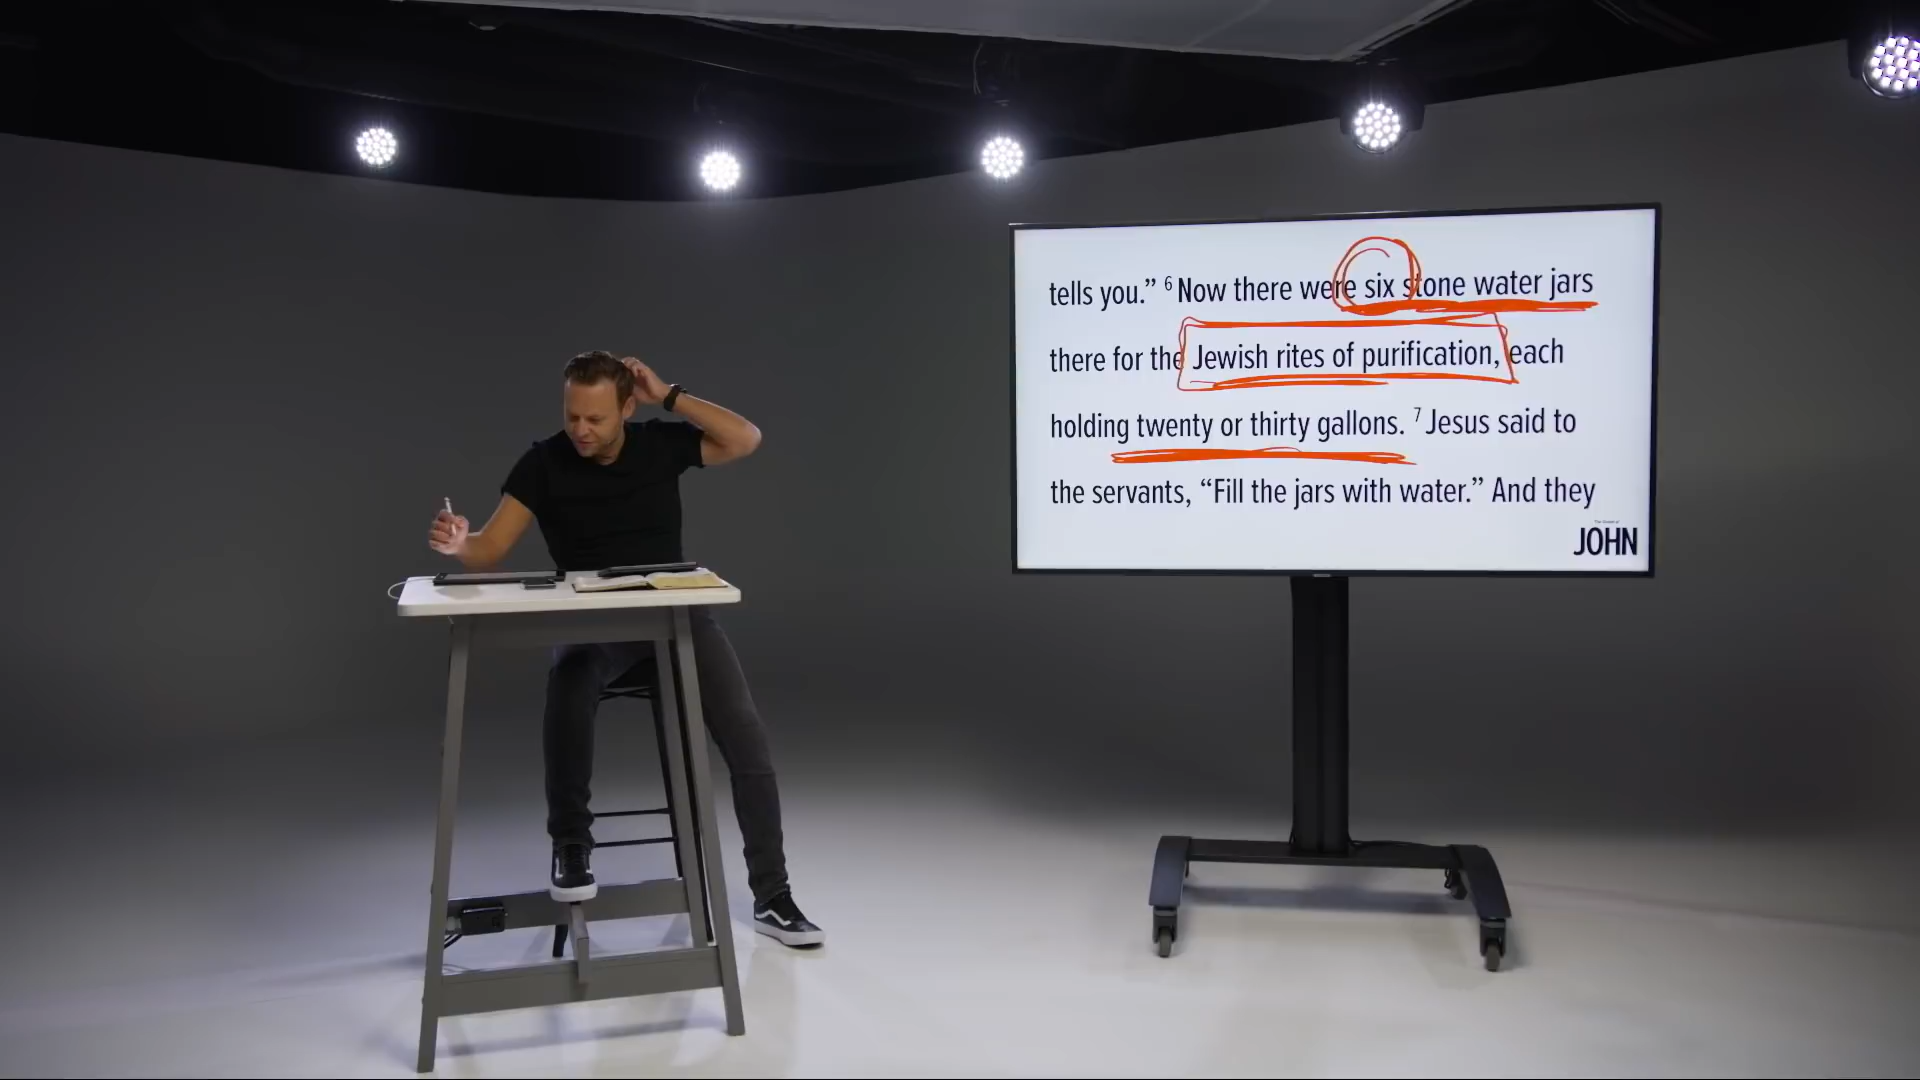 tells you.” ⁶ Now there were six stone water jars
there for the Jewish rites of purification, each
holding twenty or thirty gallons. ⁷ Jesus said to
the servants, “Fill the jars with water.” And they
JOHN